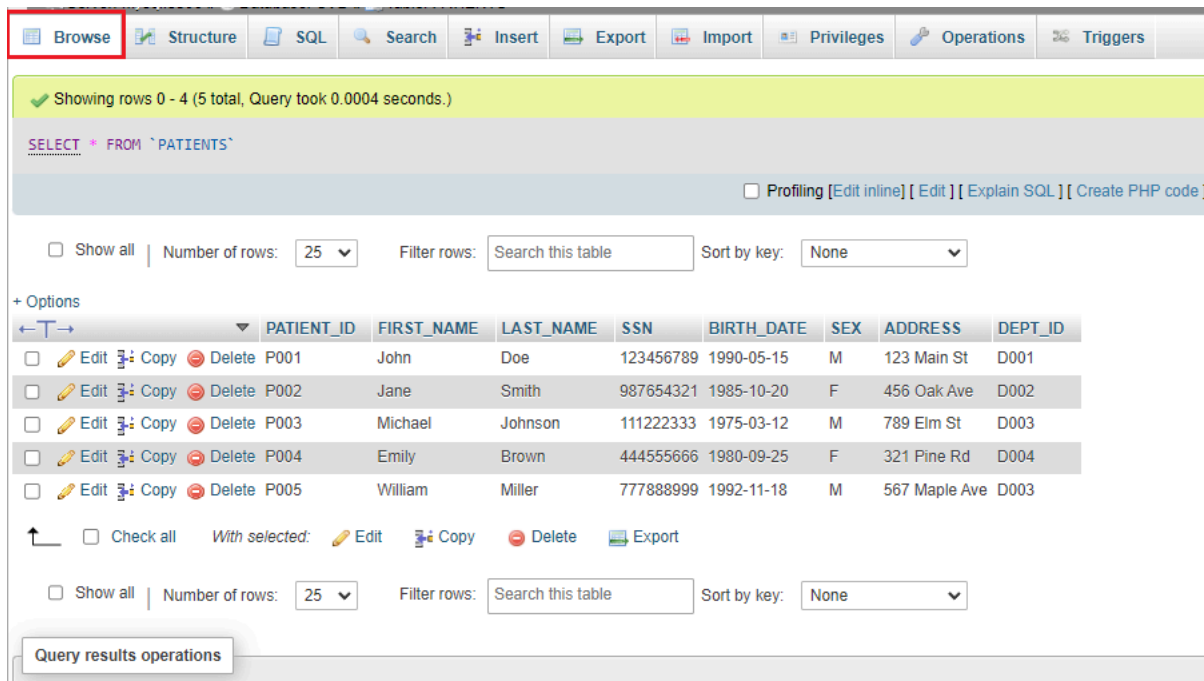 Browse Structure SQL Search Insert Export Import Privileges Operations Triggers
Showing rows 0 - 4 (5 total, Query took 0.0004 seconds.)
SELECT * FROM `PATIENTS`
Profiling [Edit inline] [ Edit ] [ Explain SQL ] [ Create PHP code ]
Show all | Number of rows: 25 Filter rows: Search this table Sort by key: None
+ Options
←T→ ▼ PATIENT_ID FIRST_NAME LAST_NAME SSN BIRTH_DATE SEX ADDRESS DEPT_ID
Edit Copy Delete P001 John Doe 123456789 1990-05-15 M 123 Main St D001
Edit Copy Delete P002 Jane Smith 987654321 1985-10-20 F 456 Oak Ave D002
Edit Copy Delete P003 Michael Johnson 111222333 1975-03-12 M 789 Elm St D003
Edit Copy Delete P004 Emily Brown 444555666 1980-09-25 F 321 Pine Rd D004
Edit Copy Delete P005 William Miller 777888999 1992-11-18 M 567 Maple Ave D003
Check all With selected: Edit Copy Delete Export
Show all | Number of rows: 25 Filter rows: Search this table Sort by key: None
Query results operations